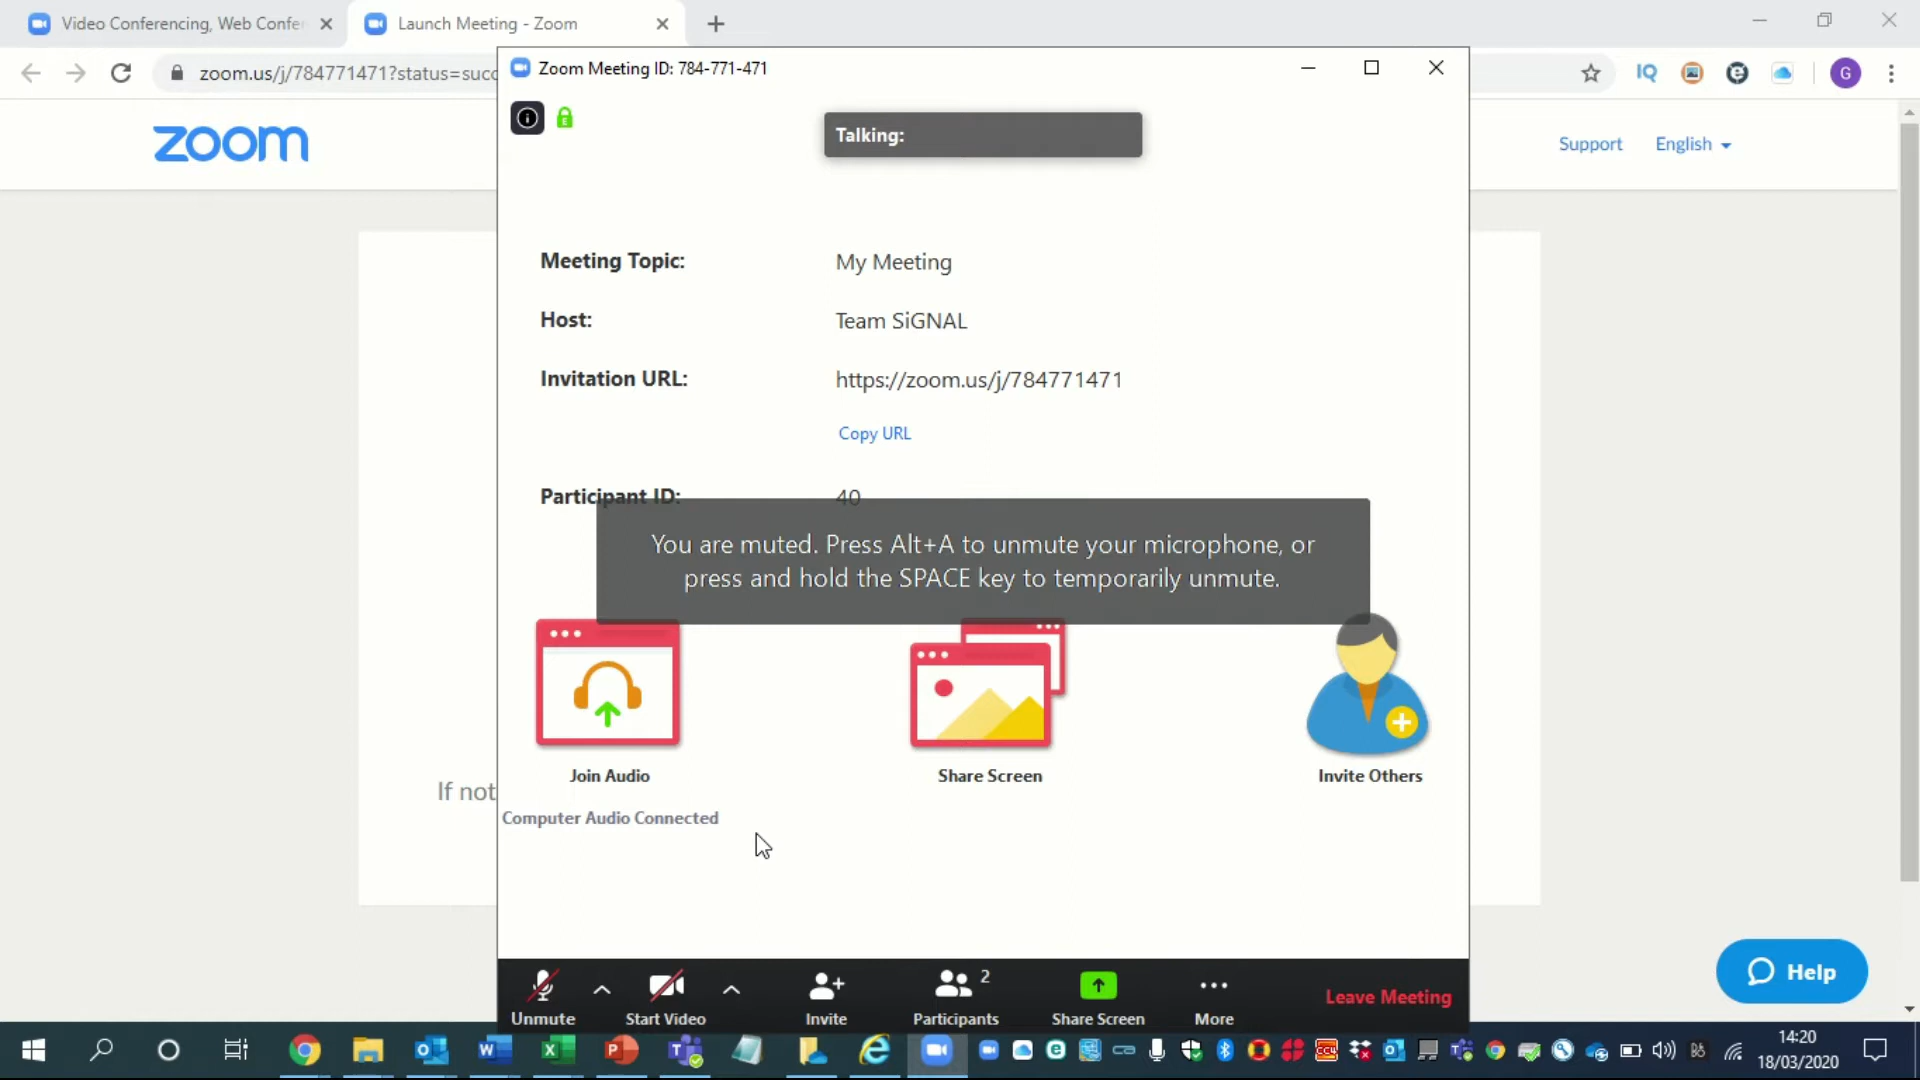 Video Conferencing, Web Confe
Launch Meeting - Zoom
zoom.us/j/784771471?status=succ
G
zoom
Support
English
Zoom Meeting ID: 784-771-471
Talking:
Meeting Topic:
My Meeting
Host:
Team SiGNAL
Invitation URL:
https://zoom.us/j/784771471
Copy URL
Participant ID:
40
You are muted. Press Alt+A to unmute your microphone, or
press and hold the SPACE key to temporarily unmute.
Join Audio
Share Screen
Invite Others
If not
Computer Audio Connected
Help
Unmute
Start Video
Invite
2
Participants
Share Screen
More
Leave Meeting
14:20
18/03/2020